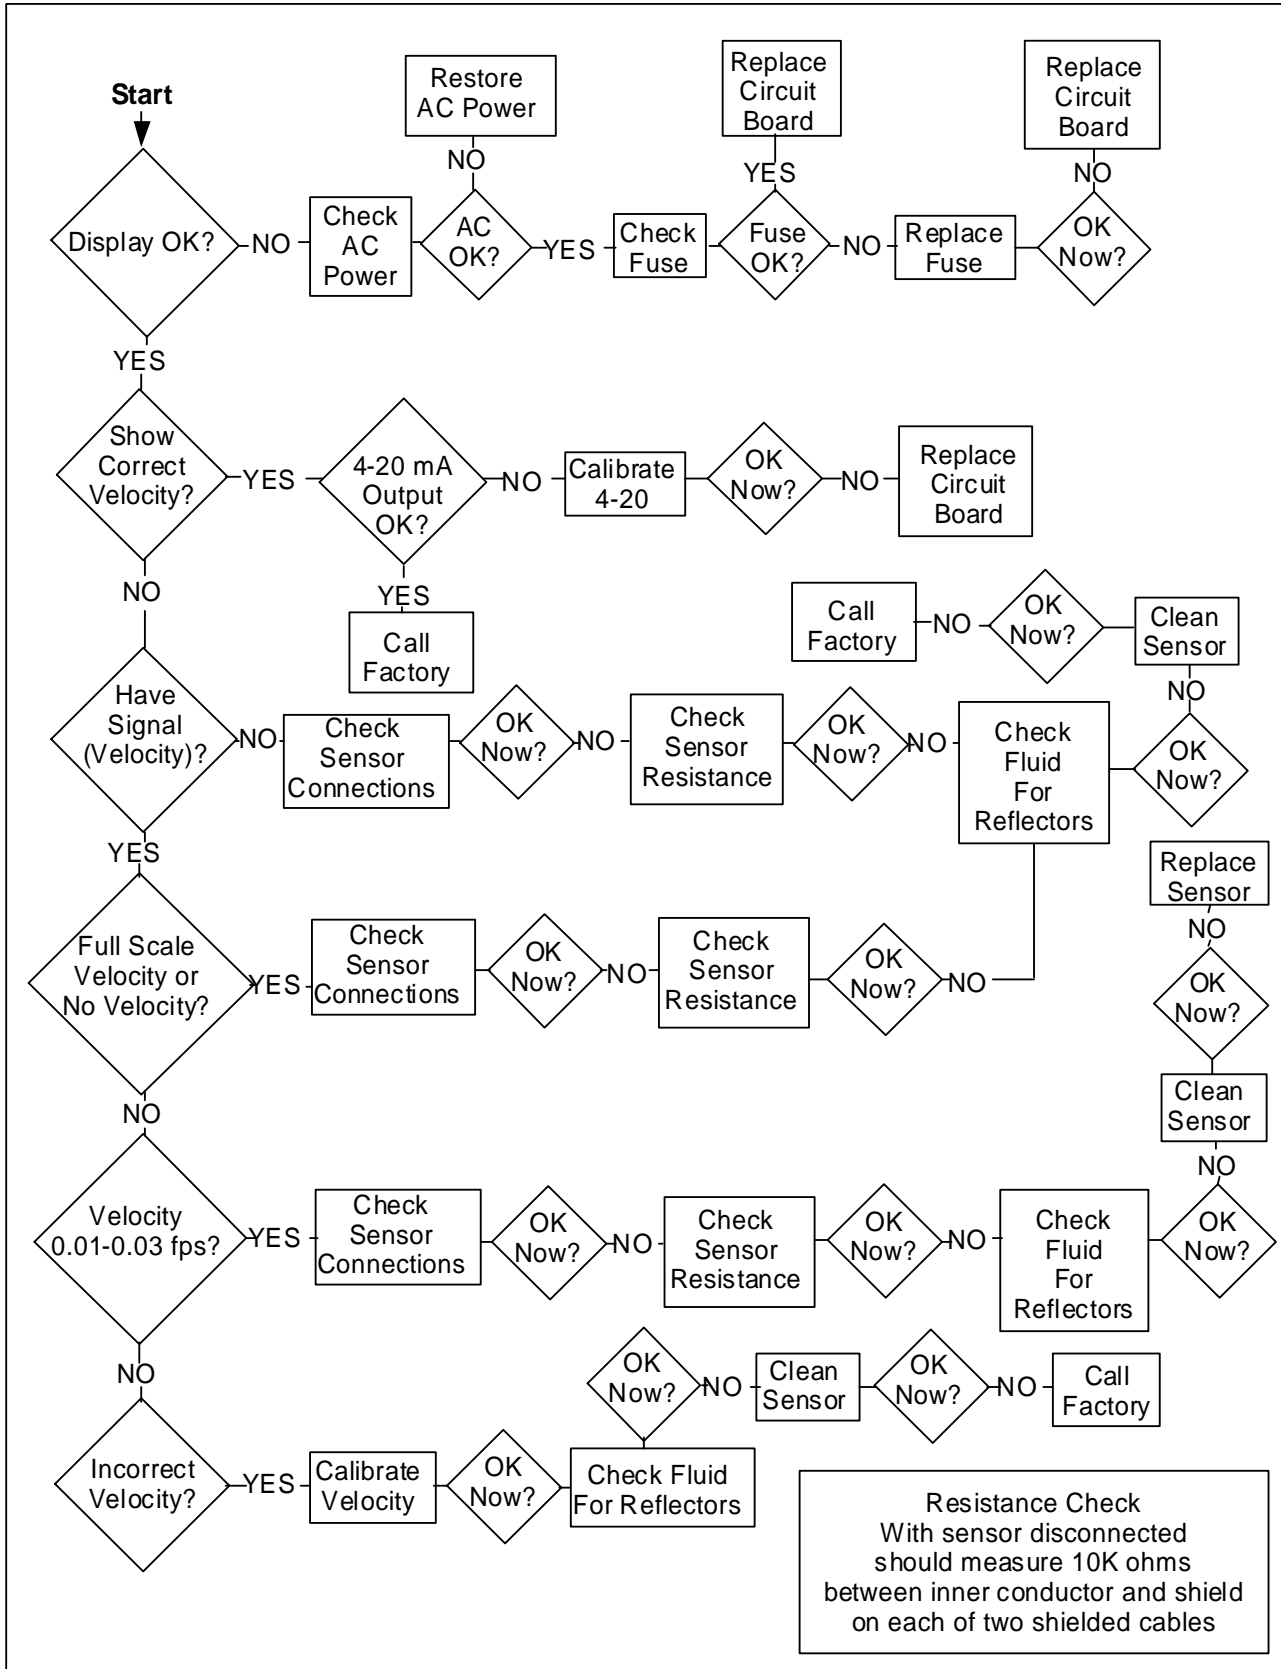 Start
Display OK?
NO
Check
AC
Power
AC
OK?
NO
Restore
AC Power
YES
Check
Fuse
Fuse
OK?
YES
Replace
Circuit
Board
NO
Replace
Fuse
OK
Now?
NO
Replace
Circuit
Board
YES
Show
Correct
Velocity?
YES
4-20 mA
Output
OK?
NO
Calibrate
4-20
OK
Now?
NO
Replace
Circuit
Board
YES
Call
Factory
NO
Have
Signal
(Velocity)?
NO
Check
Sensor
Connections
OK
Now?
NO
Check
Sensor
Resistance
OK
Now?
NO
Check
Fluid
For
Reflectors
OK
Now?
NO
Clean
Sensor
OK
Now?
NO
Call
Factory
YES
Full Scale
Velocity or
No Velocity?
YES
Check
Sensor
Connections
OK
Now?
NO
Check
Sensor
Resistance
OK
Now?
NO
NO
Velocity
0.01-0.03 fps?
YES
Check
Sensor
Connections
OK
Now?
NO
Check
Sensor
Resistance
OK
Now?
NO
Check
Fluid
For
Reflectors
OK
Now?
NO
Clean
Sensor
OK
Now?
NO
Replace
Sensor
NO
Incorrect
Velocity?
YES
Calibrate
Velocity
OK
Now?
NO
Check Fluid
For Reflectors
OK
Now?
NO
Clean
Sensor
OK
Now?
NO
Call
Factory
Resistance Check
With sensor disconnected
should measure 10K ohms
between inner conductor and shield
on each of two shielded cables